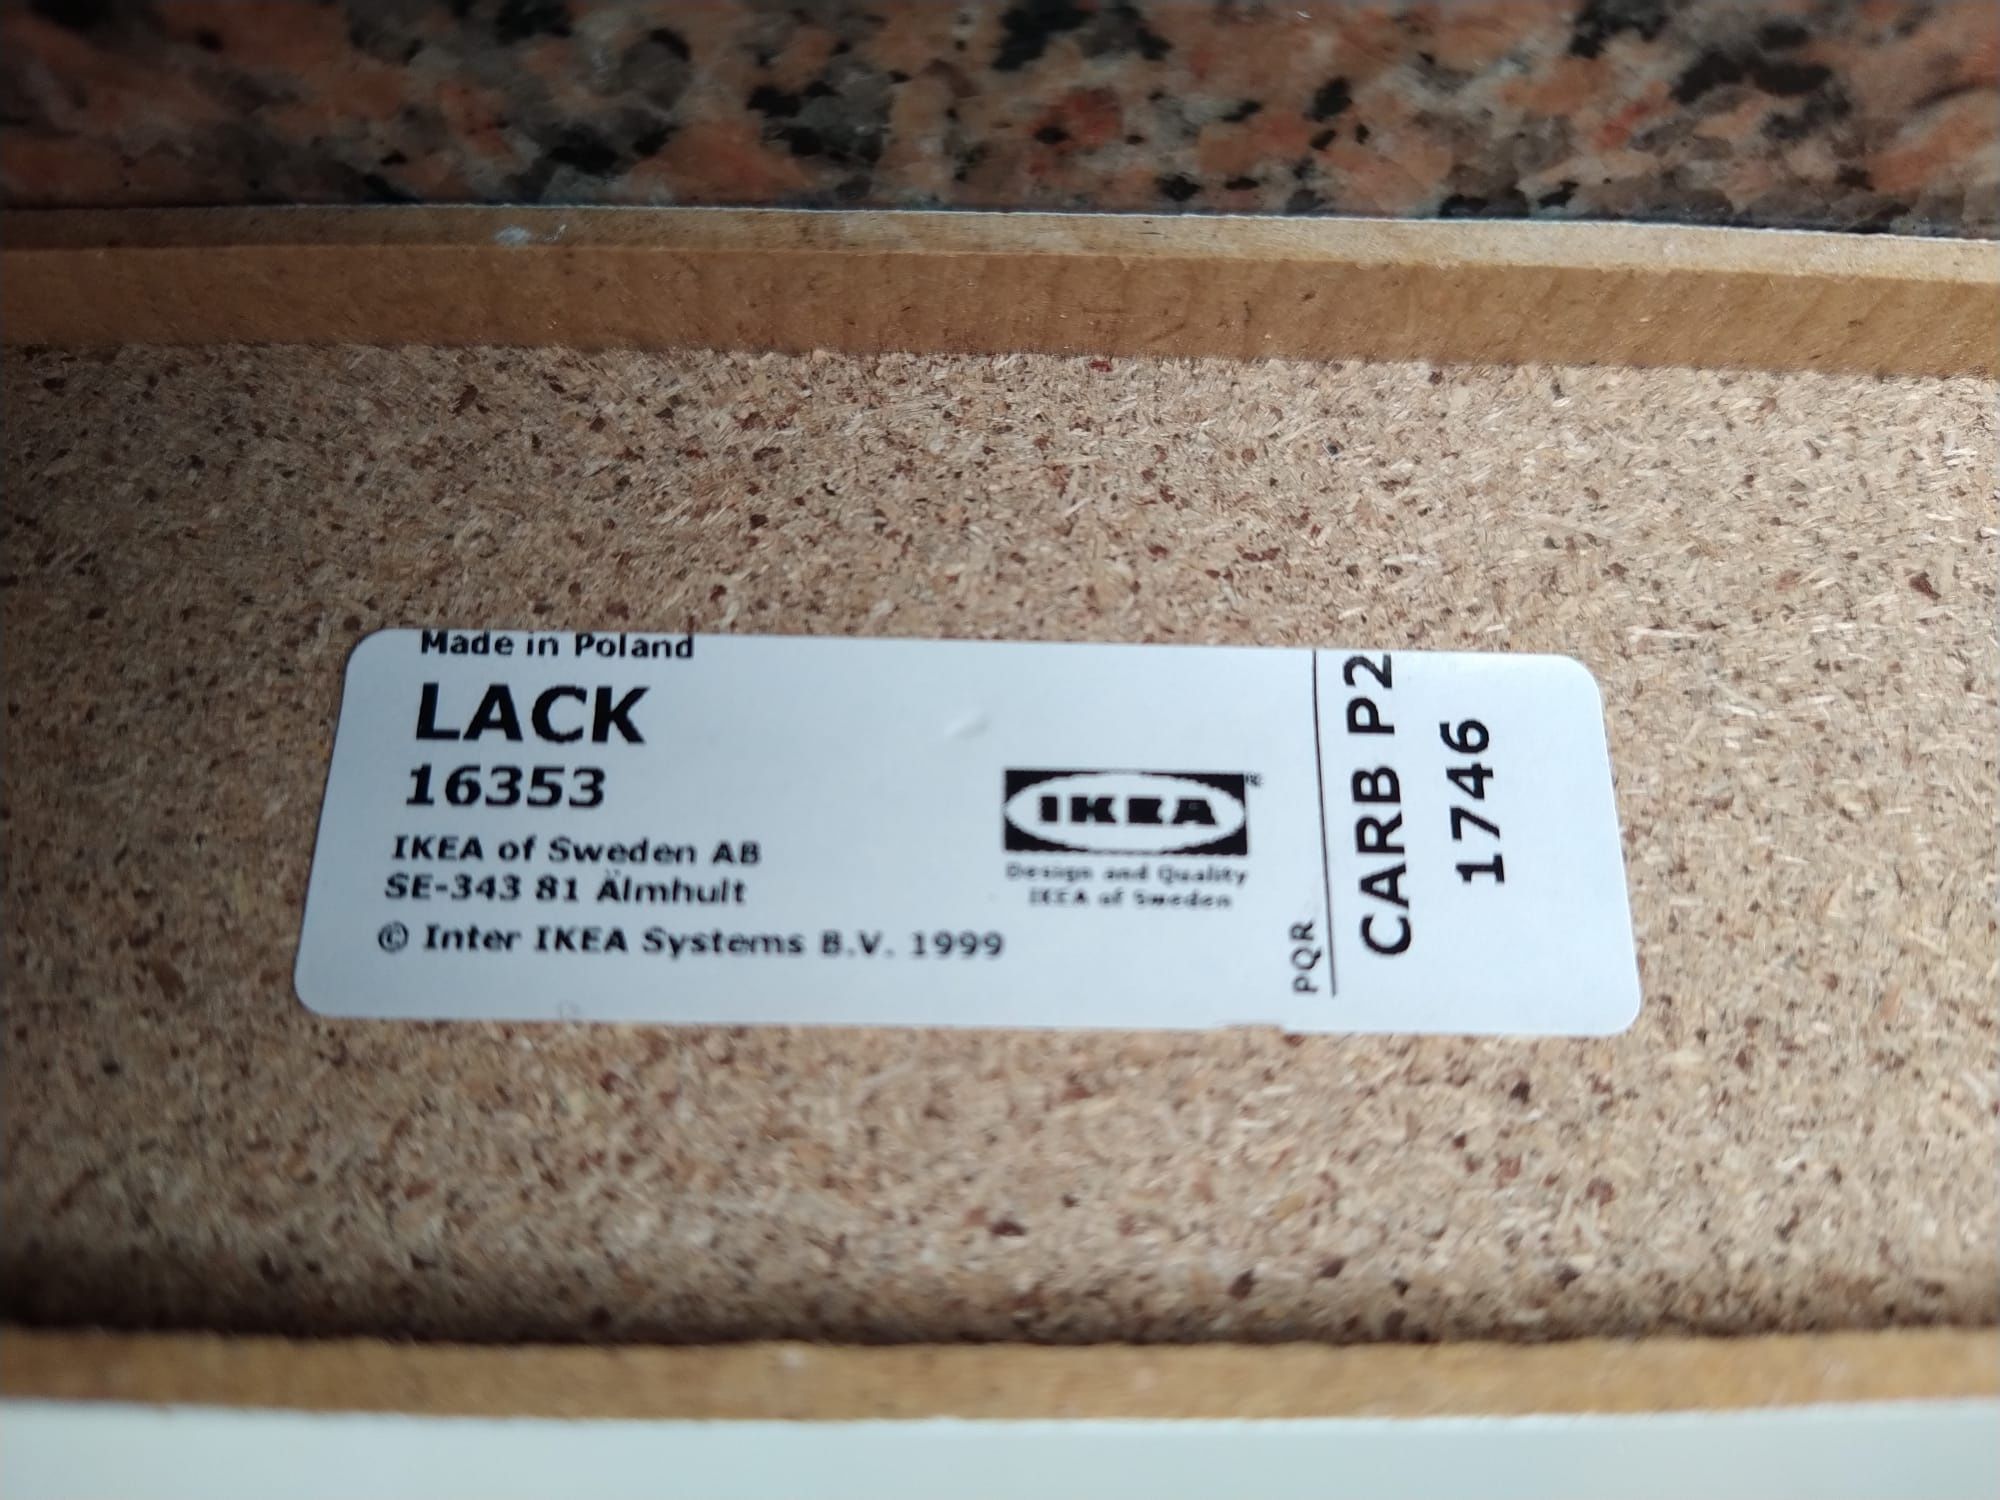 Made in Poland
LACK
16353
IKEA of Sweden AB
SE-343 81 Älmhult
© Inter IKEA Systems B.V. 1999
IKEA®
Design and Quality
IKEA of Sweden
PQR
CARB P2
1746